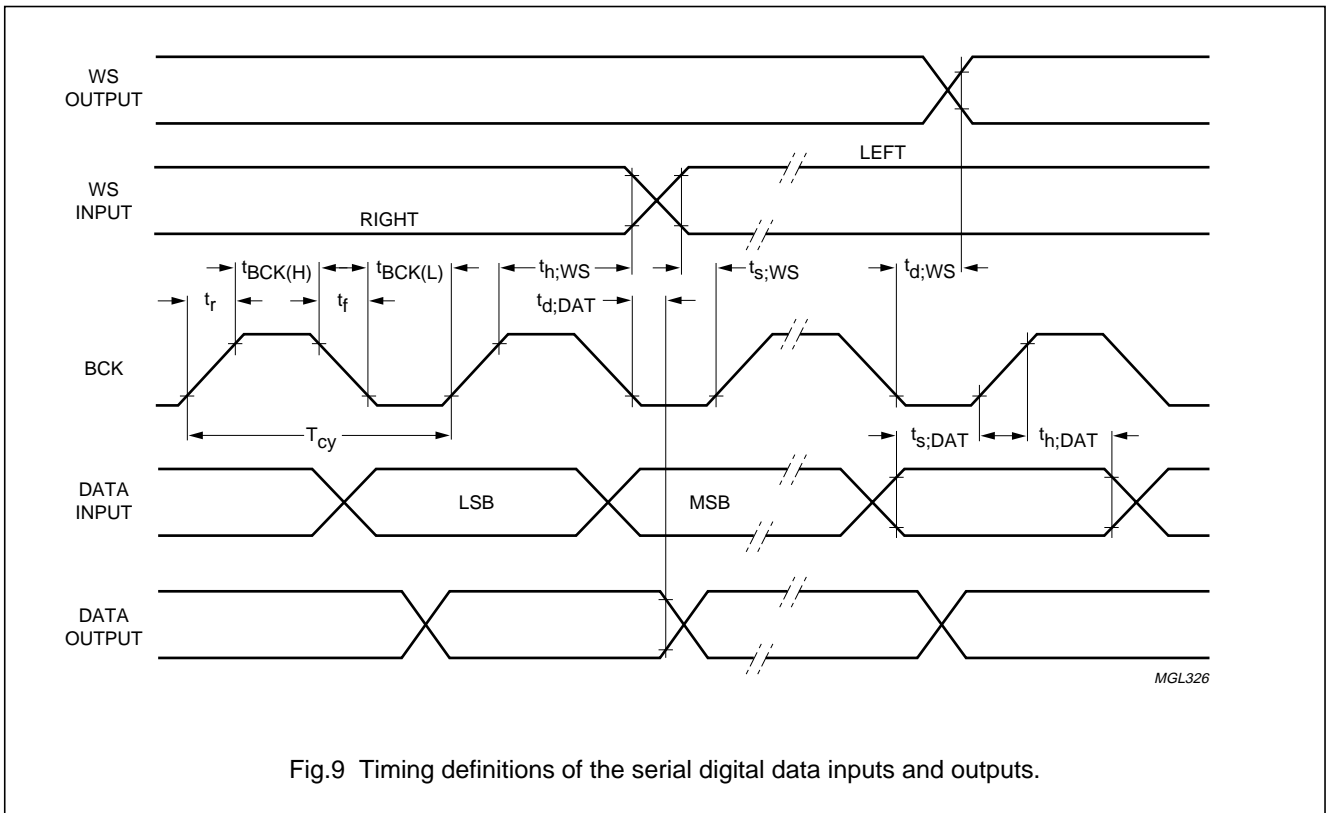 WS
OUTPUT
LEFT
WS
INPUT
RIGHT
tBCK(H)
tBCK(L)
th;WS
ts;WS
td;WS
tr
tf
td;DAT
BCK
Tcy
ts;DAT
th;DAT
DATA
INPUT
LSB
MSB
DATA
OUTPUT
MGL326
Fig.9 Timing definitions of the serial digital data inputs and outputs.